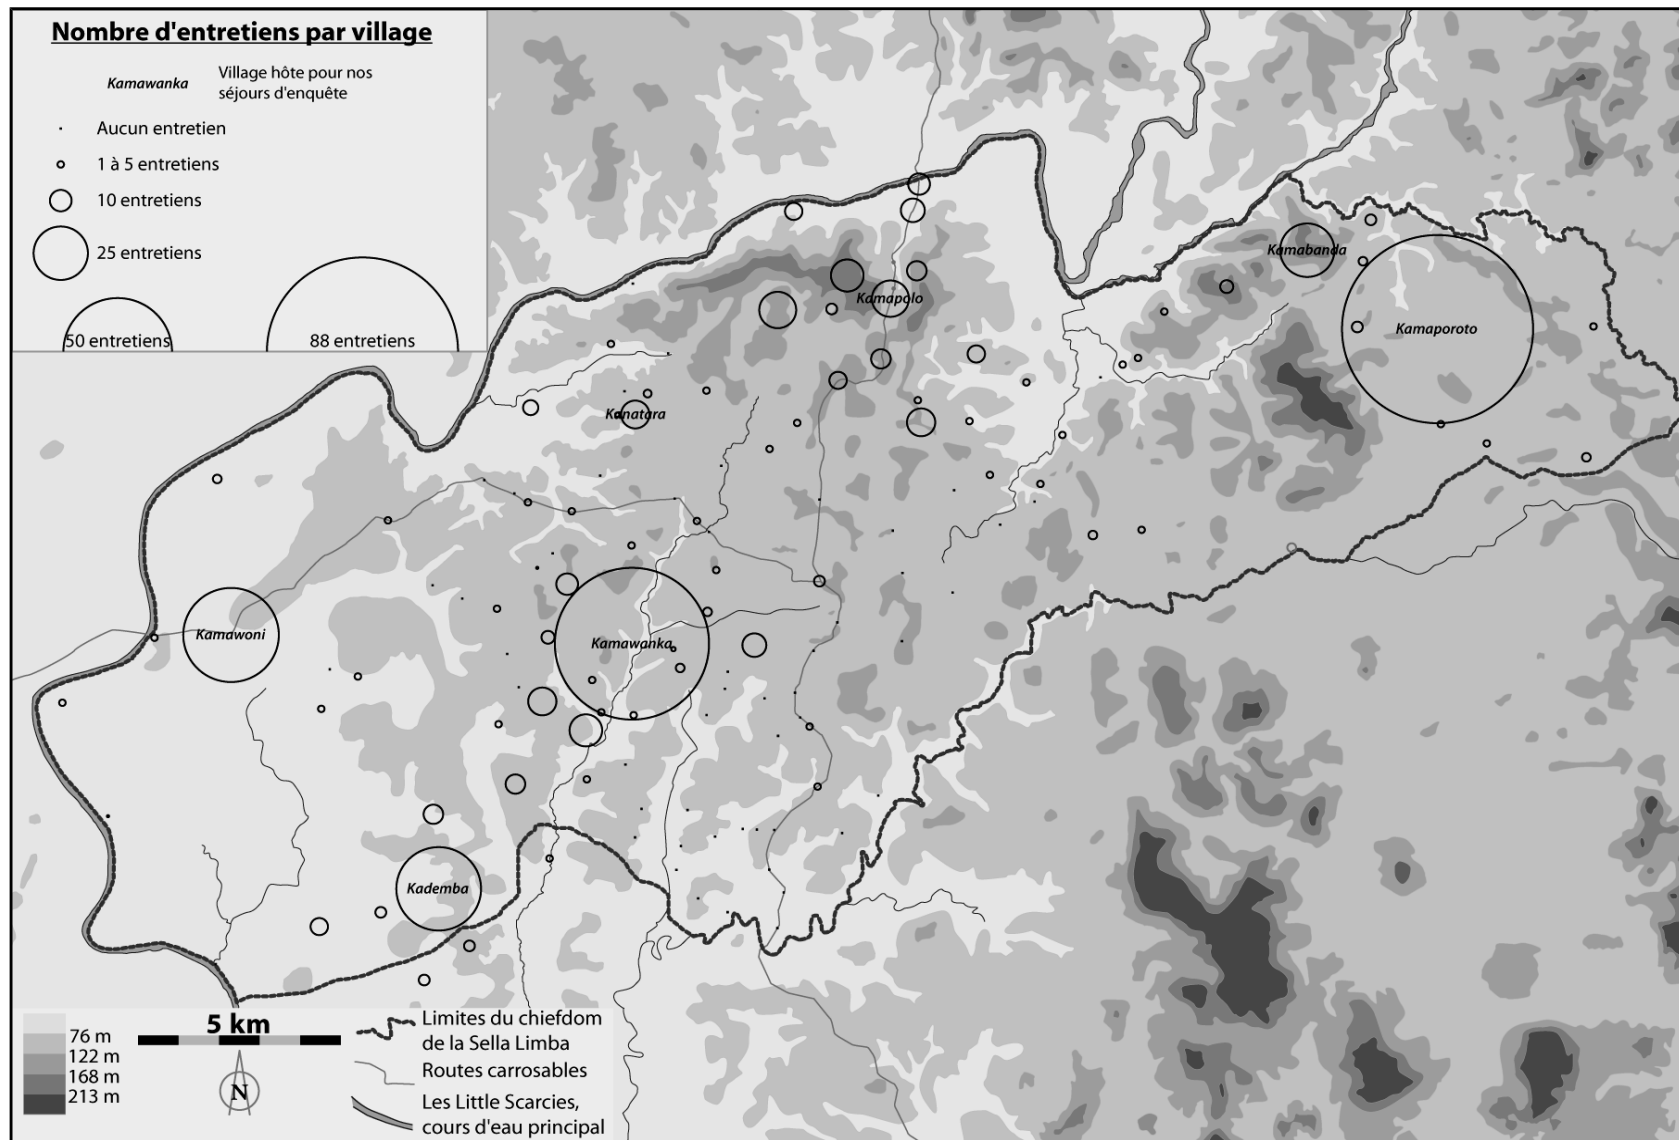 Nombre d'entretiens par village
Kamawanka
Village hôte pour nos
séjours d'enquête
Aucun entretien
1 à 5 entretiens
10 entretiens
25 entretiens
50 entretiens
88 entretiens
Kamabanda
Kamapolo
Kamaporoto
Kanatara
Kamawoni
Kamawanka
Kademba
76 m
122 m
168 m
213 m
5 km
N
Limites du chiefdom
de la Sella Limba
Routes carrosables
Les Little Scarcies,
cours d'eau principal